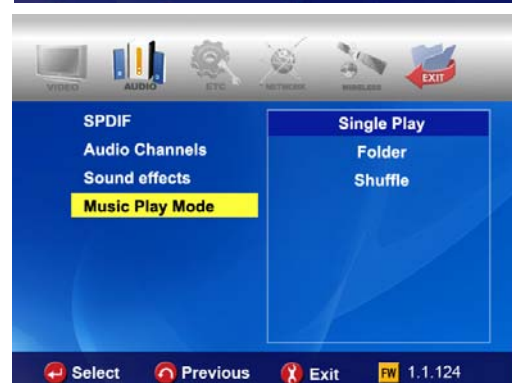 VIDEO AUDIO ETC NETWORK WIRELESS EXIT
SPDIF
Audio Channels
Sound effects
Music Play Mode
Single Play
Folder
Shuffle
Select Previous Exit FW 1.1.124